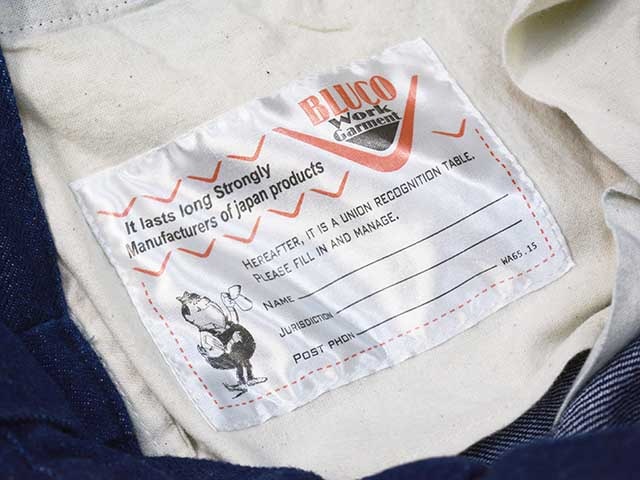 BLUCO
Work
Garment
It lasts long Strongly
Manufacturers of japan products
HEREAFTER, IT IS A UNION RECOGNITION TABLE.
PLEASE FILL IN AND MANAGE.
NAME
JURISDICTION
POST PHON
WA65.15